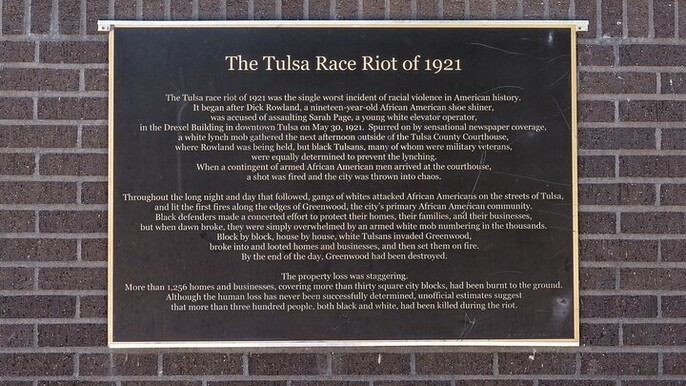 The Tulsa Race Riot of 1921
The Tulsa race riot of 1921 was the single worst incident of racial violence in American history.
It began after Dick Rowland, a nineteen-year-old African American shoe shiner,
was accused of assaulting Sarah Page, a young white elevator operator,
in the Drexel Building in downtown Tulsa on May 30, 1921. Spurred on by sensational newspaper coverage,
a white lynch mob gathered the next afternoon outside of the Tulsa County Courthouse,
where Rowland was being held, but black Tulsans, many of whom were military veterans,
were equally determined to prevent the lynching.
When a contingent of armed African American men arrived at the courthouse,
a shot was fired and the city was thrown into chaos.
Throughout the long night and day that followed, gangs of whites attacked African Americans on the streets of Tulsa,
and lit the first fires along the edges of Greenwood, the city's primary African American community.
Black defenders made a concerted effort to protect their homes, their families, and their businesses,
but when dawn broke, they were simply overwhelmed by an armed white mob numbering in the thousands.
Block by block, house by house, white Tulsans invaded Greenwood,
broke into and looted homes and businesses, and then set them on fire.
By the end of the day, Greenwood had been destroyed.
The property loss was staggering.
More than 1,256 homes and businesses, covering more than thirty square city blocks, had been burnt to the ground.
Although the human loss has never been successfully determined, unofficial estimates suggest
that more than three hundred people, both black and white, had been killed during the riot.